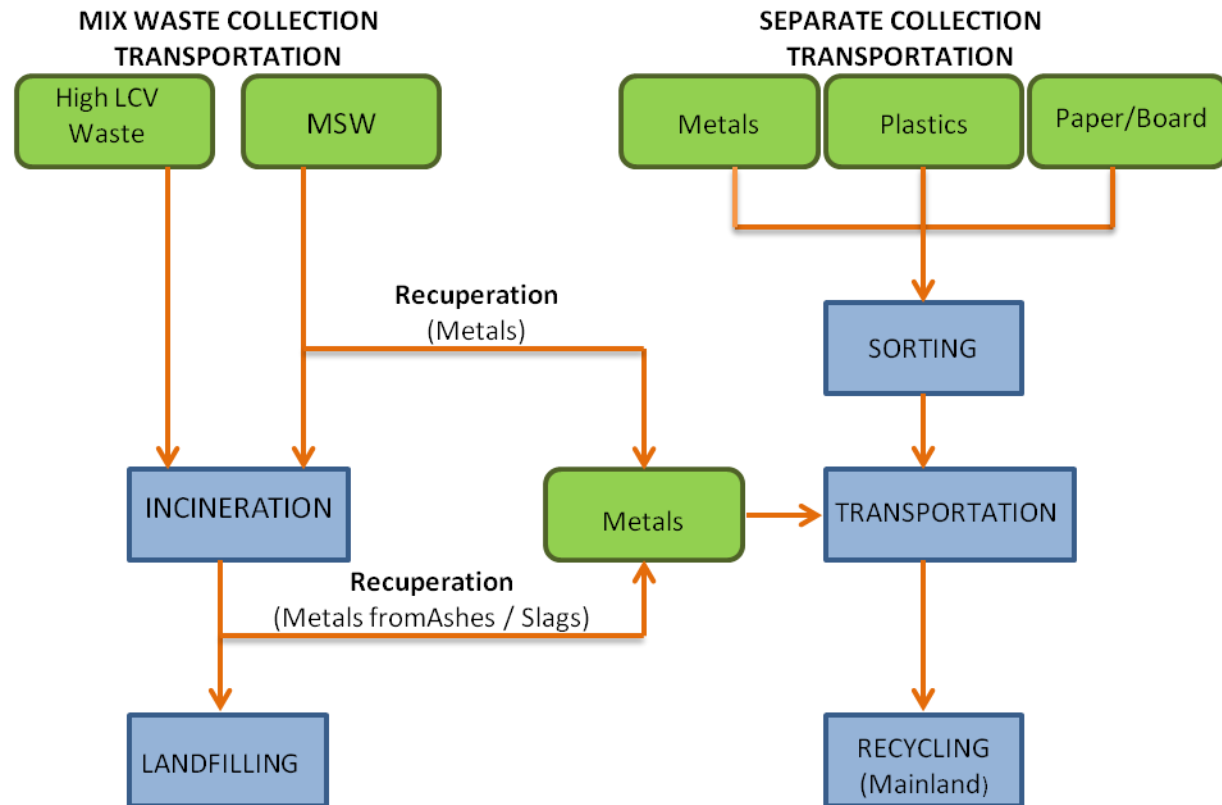 MIX WASTE COLLECTION
TRANSPORTATION
SEPARATE COLLECTION
TRANSPORTATION
High LCV
Waste
MSW
Metals
Plastics
Paper/Board
Recuperation
(Metals)
SORTING
INCINERATION
Metals
TRANSPORTATION
Recuperation
(Metals fromAshes / Slags)
LANDFILLING
RECYCLING
(Mainland)